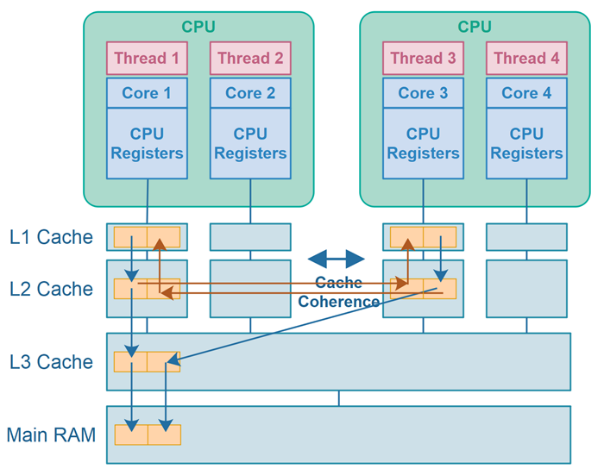 CPU
CPU
Thread 1
Thread 2
Thread 3
Thread 4
Core 1
Core 2
Core 3
Core 4
CPU
Registers
CPU
Registers
CPU
Registers
CPU
Registers
L1 Cache
L2 Cache
Cache
Coherence
L3 Cache
Main RAM